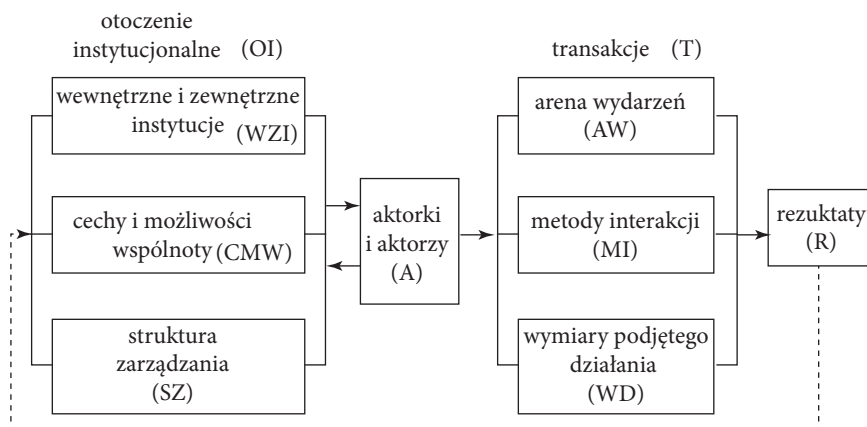 otoczenie
instytucjonalne (OI)
wewnętrzne i zewnętrzne
instytucje (WZI)
cechy i możliwości
wspólnoty (CMW)
struktura
zarządzania
(SZ)
aktorki
i aktorzy
(A)
transakcje (T)
arena wydarzeń
(AW)
metody interakcji
(MI)
wymiary podjętego
działania
(WD)
rezuktaty
(R)